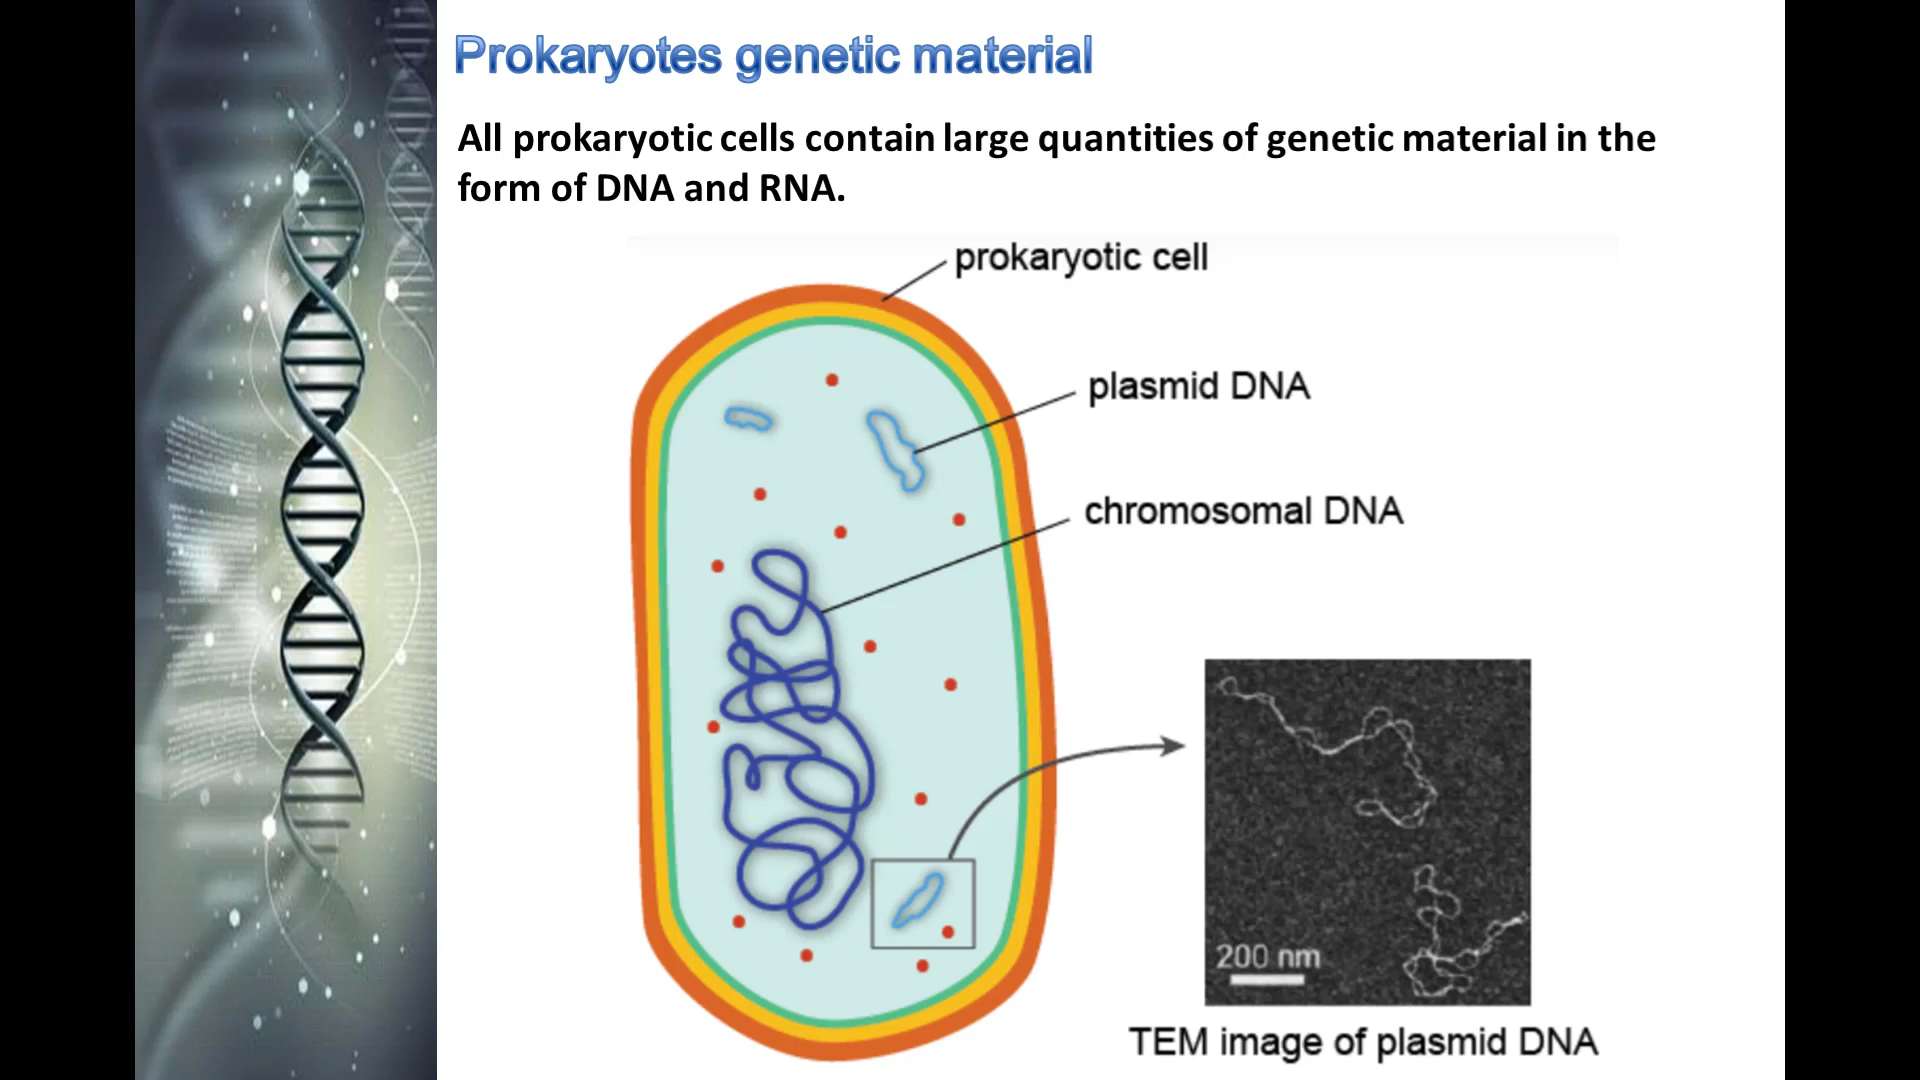 Prokaryotes genetic material
All prokaryotic cells contain large quantities of genetic material in the
form of DNA and RNA.
prokaryotic cell
plasmid DNA
chromosomal DNA
200 nm
TEM image of plasmid DNA